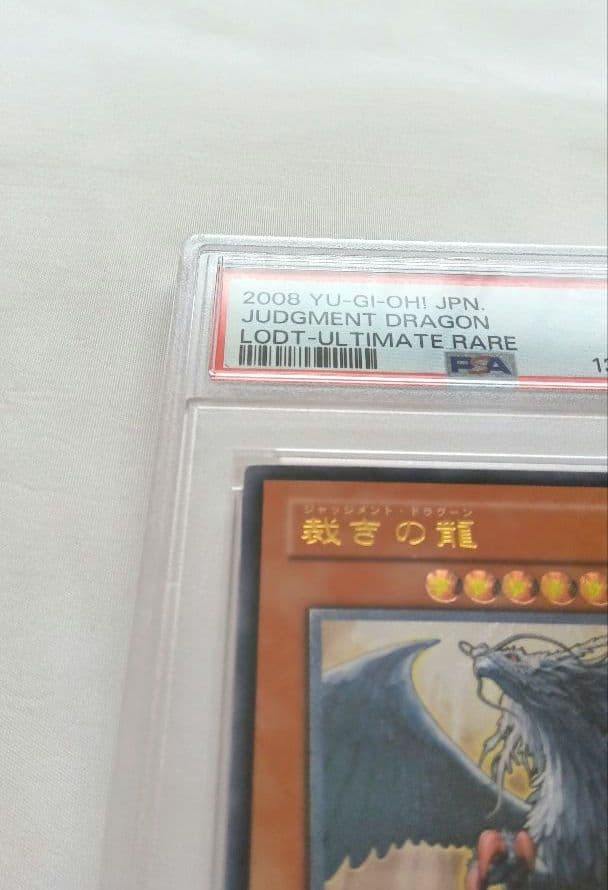 2008 YU-GI-OH! JPN.
JUDGMENT DRAGON
LODT-ULTIMATE RARE
PSA
ジャッジメント・ドラグーン
裁きの龍